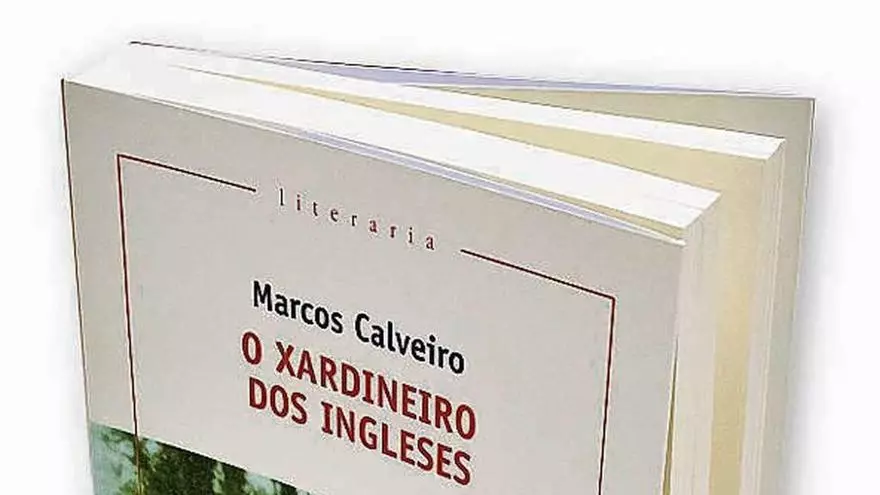 literaria
Marcos Calveiro
O XARDINEIRO
DOS INGLESES